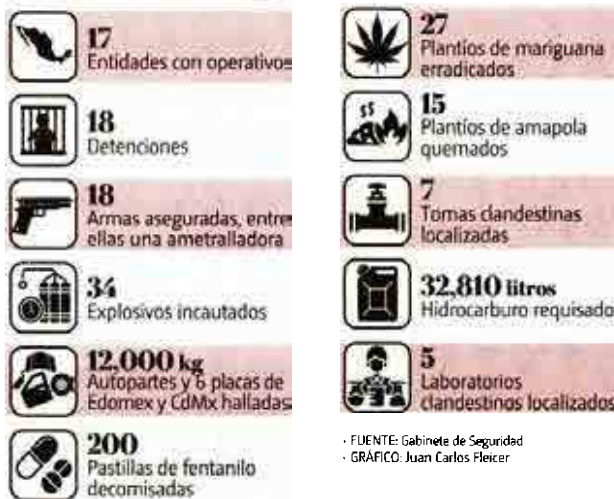 17
Entidades con operativos
18
Detenciones
18
Armas aseguradas, entre
ellas una ametralladora
34
Explosivos incautados
12,000 kg
Autopartes y 6 placas de
Edomex y CdMx halladas
200
Pastillas de fentanilo
decomisadas
27
Plantíos de mariguana
erradicados
15
Plantíos de amapola
quemados
7
Tomas clandestinas
localizadas
32,810 litros
Hidrocarburo requisado
5
Laboratorios
clandestinos localizados
· FUENTE: Gabinete de Seguridad
· GRÁFICO: Juan Carlos Fleicer